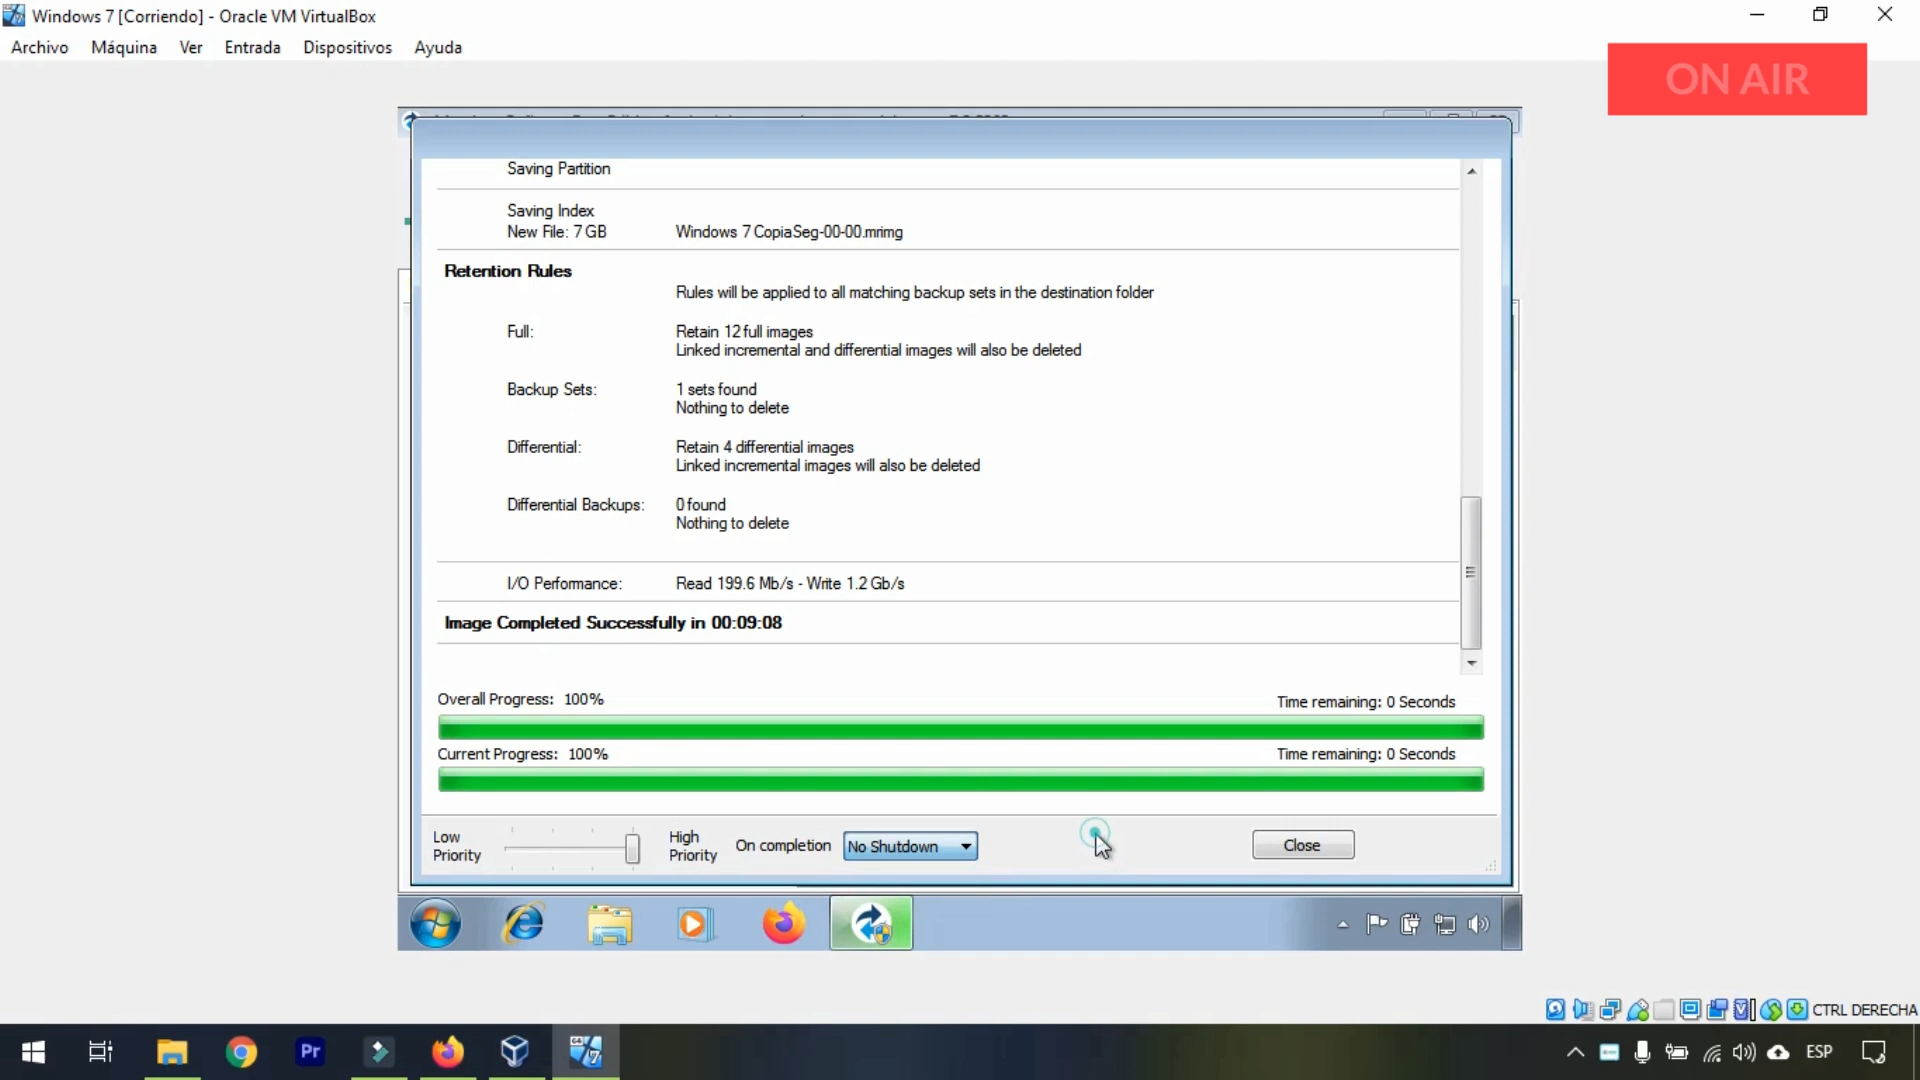 Windows 7 [Corriendo] - Oracle VM VirtualBox
Archivo Máquina Ver Entrada Dispositivos Ayuda
ON AIR
Saving Partition
Saving Index
New File: 7 GB Windows 7 CopiaSeg-00-00.mrimg
Retention Rules
Rules will be applied to all matching backup sets in the destination folder
Full: Retain 12 full images
Linked incremental and differential images will also be deleted
Backup Sets: 1 sets found
Nothing to delete
Differential: Retain 4 differential images
Linked incremental images will also be deleted
Differential Backups: 0 found
Nothing to delete
I/O Performance: Read 199.6 Mb/s - Write 1.2 Gb/s
Image Completed Successfully in 00:09:08
Overall Progress: 100% Time remaining: 0 Seconds
Current Progress: 100% Time remaining: 0 Seconds
Low Priority
High Priority
On completion No Shutdown Close
CTRL DERECHA
Pr
64
7
ESP